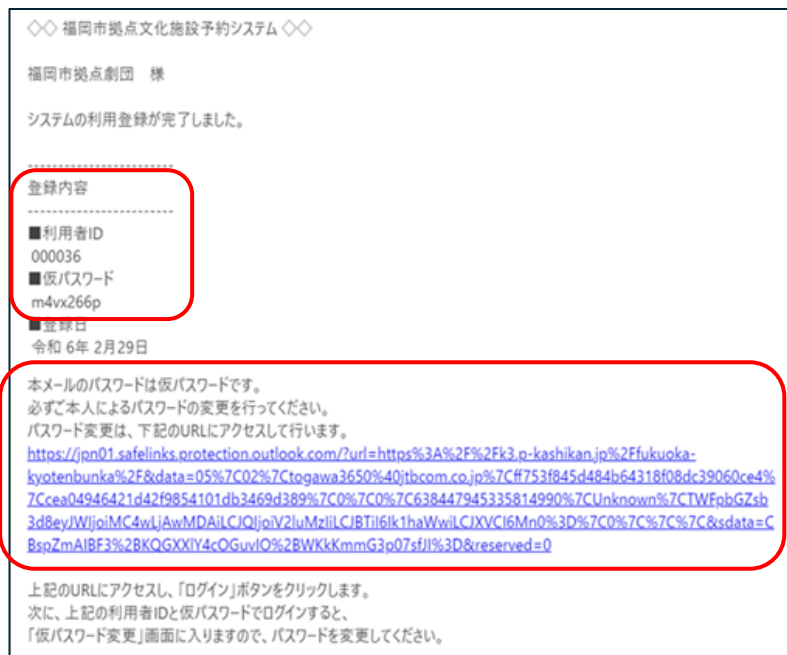 ◇◇ 福岡市拠点文化施設予約システム ◇◇
福岡市拠点劇団　様
システムの利用登録が完了しました。
------------------------
登録内容
------------------------
■利用者ID
000036
■仮パスワード
m4vx266p
■登録日
令和 6年 2月29日
本メールのパスワードは仮パスワードです。
必ずご本人によるパスワードの変更を行ってください。
パスワード変更は、下記のURLにアクセスして行います。
https://jpn01.safelinks.protection.outlook.com/?url=https%3A%2F%2Fk3.p-kashikan.jp%2Ffukuoka-
kyotenbunka%2F&data=05%7C02%7Ctogawa3650%40jtbcom.co.jp%7Cff753f845d484b64318f08dc39060ce4%
7Ccea04946421d42f9854101db3469d389%7C0%7C0%7C638447945335814990%7CUnknown%7CTWFpbGZsb
3d8eyJWIjoiMC4wLjAwMDAiLCJQIjoiV2luMzIiLCJBTiI6Ik1haWwiLCJXVCI6Mn0%3D%7C0%7C%7C%7C&sdata=C
BspZmAIBF3%2BKQGXXlY4cOGuvIO%2BWKkKmmG3p07sfJI%3D&reserved=0
上記のURLにアクセスし、「ログイン」ボタンをクリックします。
次に、上記の利用者IDと仮パスワードでログインすると、
「仮パスワード変更」画面に入りますので、パスワードを変更してください。